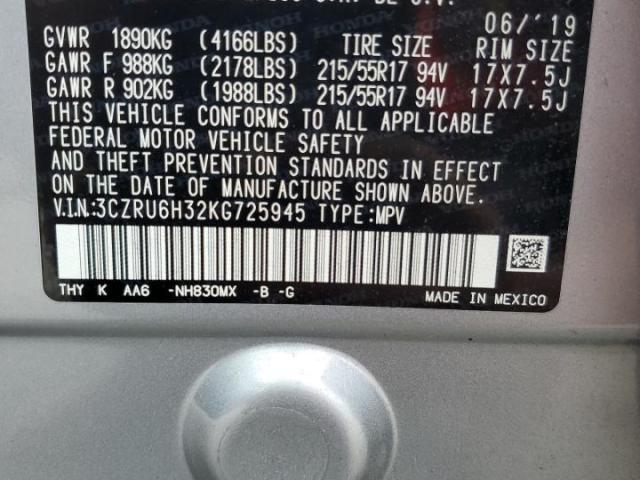 DE C.V.
06/'19
GVWR 1890KG (4166LBS) TIRE SIZE RIM SIZE
GAWR F 988KG (2178LBS) 215/55R17 94V 17X7.5J
GAWR R 902KG (1988LBS) 215/55R17 94V 17X7.5J
THIS VEHICLE CONFORMS TO ALL APPLICABLE
FEDERAL MOTOR VEHICLE SAFETY
AND THEFT PREVENTION STANDARDS IN EFFECT
ON THE DATE OF MANUFACTURE SHOWN ABOVE.
V.I.N.:3CZRU6H32KG725945 TYPE:MPV
THY K AA6 -NH830MX -B -G MADE IN MEXICO